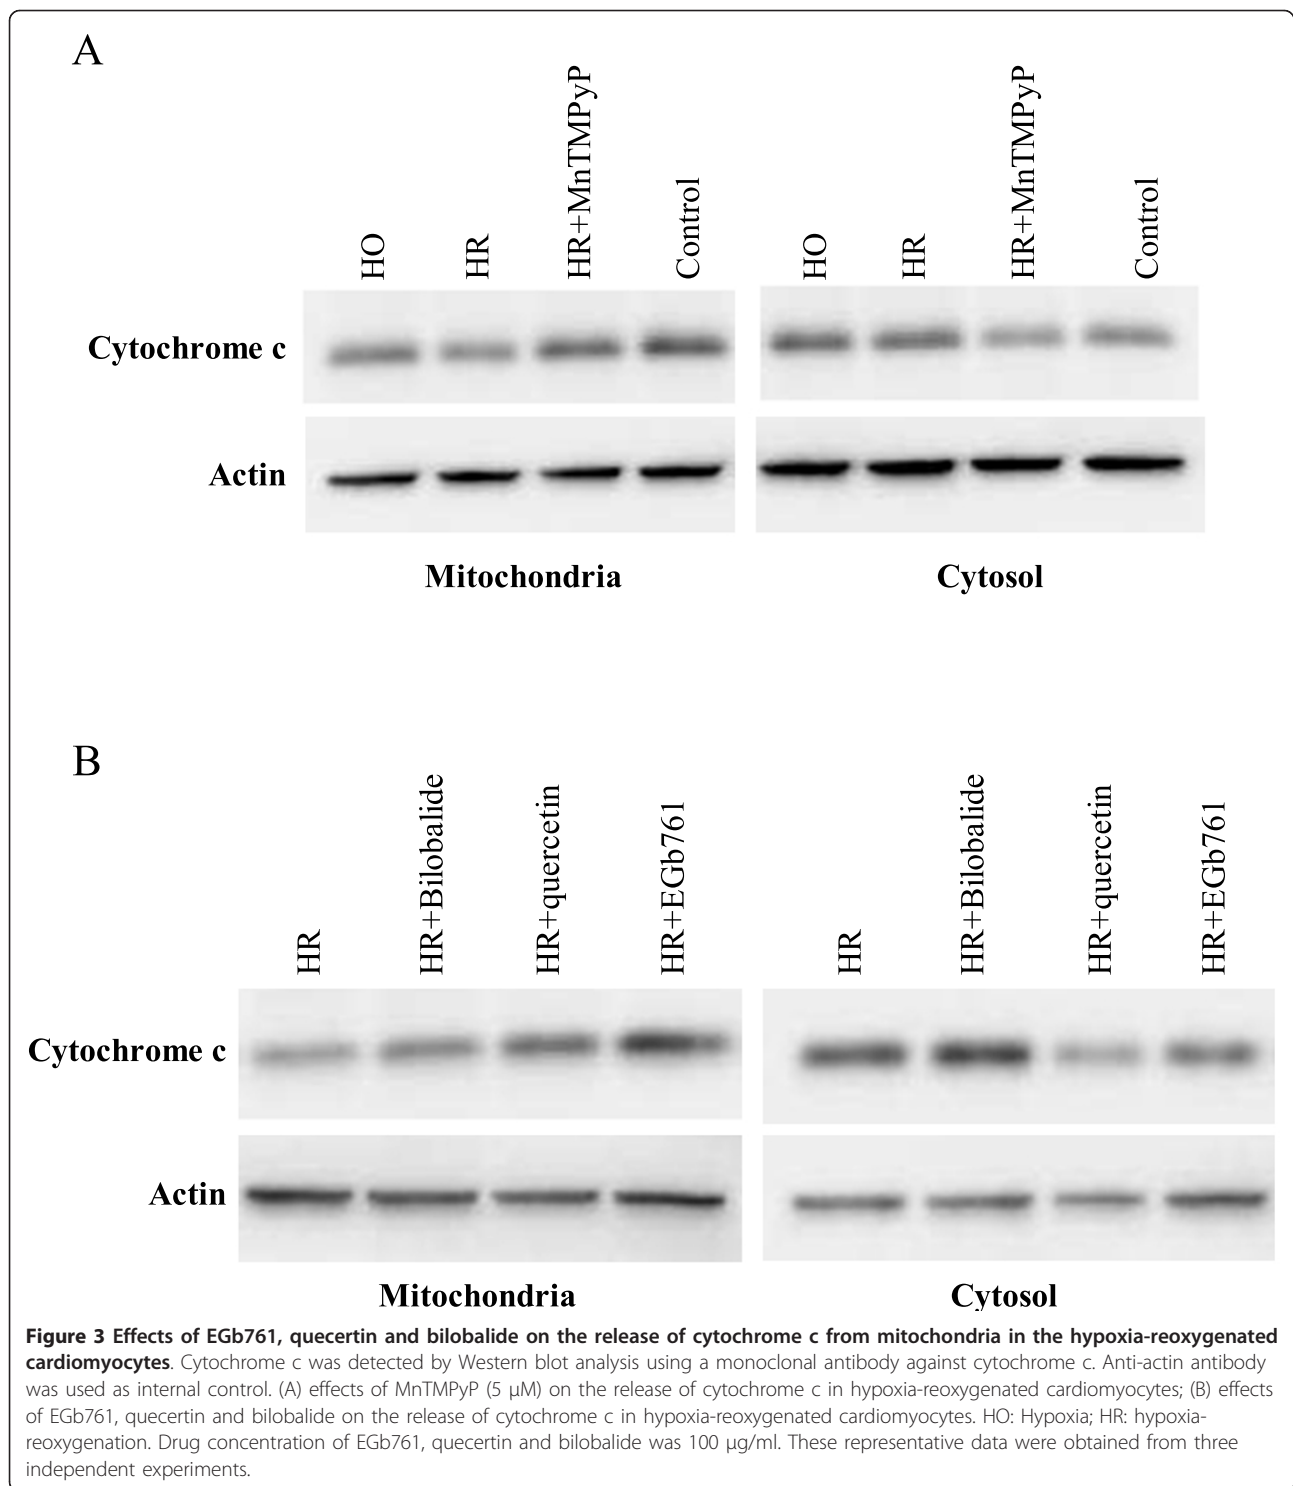 A
HO HR HR+MnTMPyP Control HO HR HR+MnTMPyP Control
Cytochrome c
Actin
Mitochondria Cytosol
B
HR HR+Bilobalide HR+quercetin HR+EGb761 HR HR+Bilobalide HR+quercetin HR+EGb761
Cytochrome c
Actin
Mitochondria Cytosol
Figure 3 Effects of EGb761, quecertin and bilobalide on the release of cytochrome c from mitochondria in the hypoxia-reoxygenated
cardiomyocytes. Cytochrome c was detected by Western blot analysis using a monoclonal antibody against cytochrome c. Anti-actin antibody
was used as internal control. (A) effects of MnTMPyP (5 μM) on the release of cytochrome c in hypoxia-reoxygenated cardiomyocytes; (B) effects
of EGb761, quecertin and bilobalide on the release of cytochrome c in hypoxia-reoxygenated cardiomyocytes. HO: Hypoxia; HR: hypoxia-
reoxygenation. Drug concentration of EGb761, quecertin and bilobalide was 100 μg/ml. These representative data were obtained from three
independent experiments.